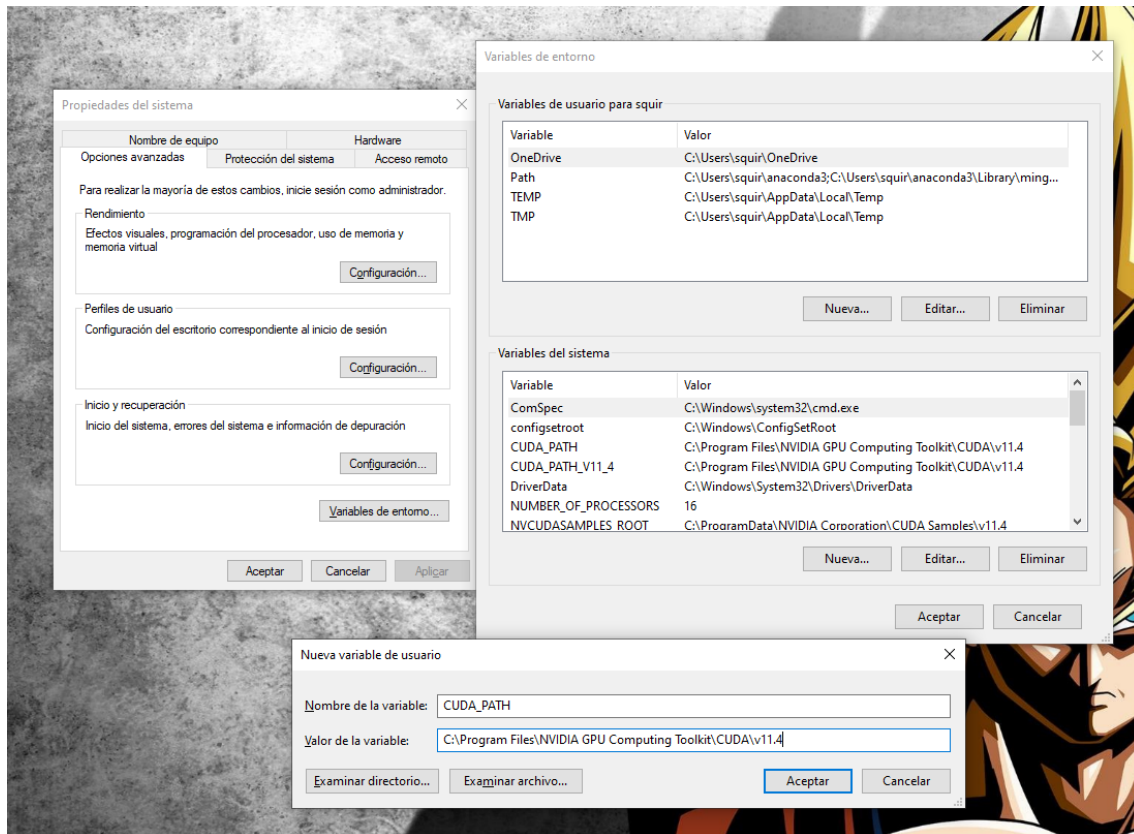 Propiedades del sistema
Nombre de equipo
Hardware
Opciones avanzadas
Protección del sistema
Acceso remoto
Para realizar la mayoría de estos cambios, inicie sesión como administrador.
Rendimiento
Efectos visuales, programación del procesador, uso de memoria y
memoria virtual
Configuración...
Perfiles de usuario
Configuración del escritorio correspondiente al inicio de sesión
Configuración...
Inicio y recuperación
Inicio del sistema, errores del sistema e información de depuración
Configuración...
Variables de entorno...
Aceptar
Cancelar
Aplicar
Variables de entorno
Variables de usuario para squir
Variable Valor
OneDrive C:\Users\squir\OneDrive
Path C:\Users\squir\anaconda3;C:\Users\squir\anaconda3\Library\ming...
TEMP C:\Users\squir\AppData\Local\Temp
TMP C:\Users\squir\AppData\Local\Temp
Nueva...
Editar...
Eliminar
Variables del sistema
Variable Valor
ComSpec C:\Windows\system32\cmd.exe
configsetroot C:\Windows\ConfigSetRoot
CUDA_PATH C:\Program Files\NVIDIA GPU Computing Toolkit\CUDA\v11.4
CUDA_PATH_V11_4 C:\Program Files\NVIDIA GPU Computing Toolkit\CUDA\v11.4
DriverData C:\Windows\System32\Drivers\DriverData
NUMBER_OF_PROCESSORS 16
NVCUDASAMPLES_ROOT C:\ProgramData\NVIDIA Corporation\CUDA Samples\v11.4
Nueva...
Editar...
Eliminar
Aceptar
Cancelar
Nueva variable de usuario
Nombre de la variable: CUDA_PATH
Valor de la variable: C:\Program Files\NVIDIA GPU Computing Toolkit\CUDA\v11.4
Examinar directorio...
Examinar archivo...
Aceptar
Cancelar